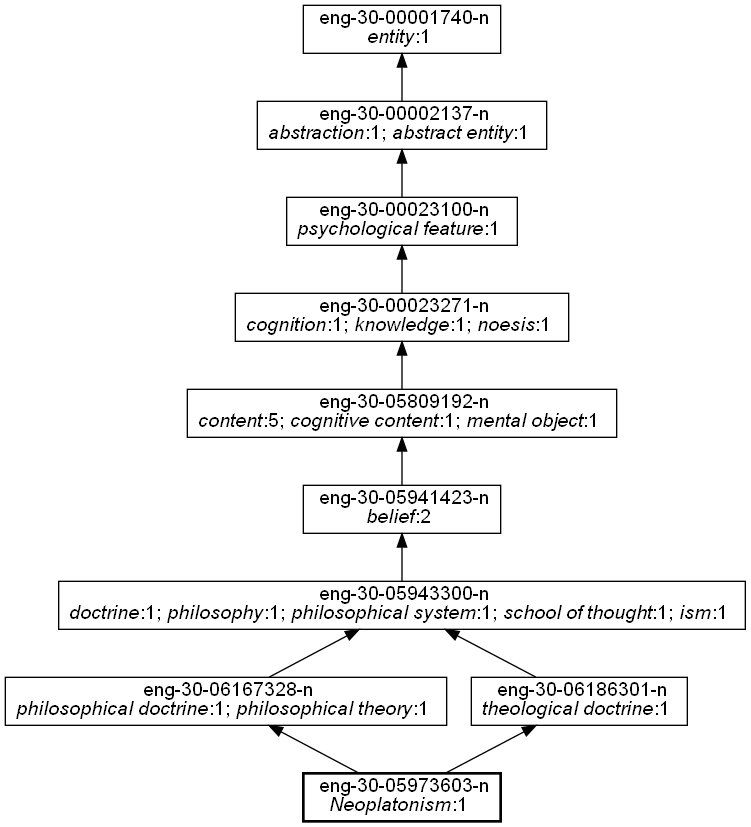 eng-30-00001740-n
entity:1
eng-30-00002137-n
abstraction:1; abstract entity:1
eng-30-00023100-n
psychological feature:1
eng-30-00023271-n
cognition:1; knowledge:1; noesis:1
eng-30-05809192-n
content:5; cognitive content:1; mental object:1
eng-30-05941423-n
belief:2
eng-30-05943300-n
doctrine:1; philosophy:1; philosophical system:1; school of thought:1; ism:1
eng-30-06167328-n
philosophical doctrine:1; philosophical theory:1
eng-30-06186301-n
theological doctrine:1
eng-30-05973603-n
Neoplatonism:1